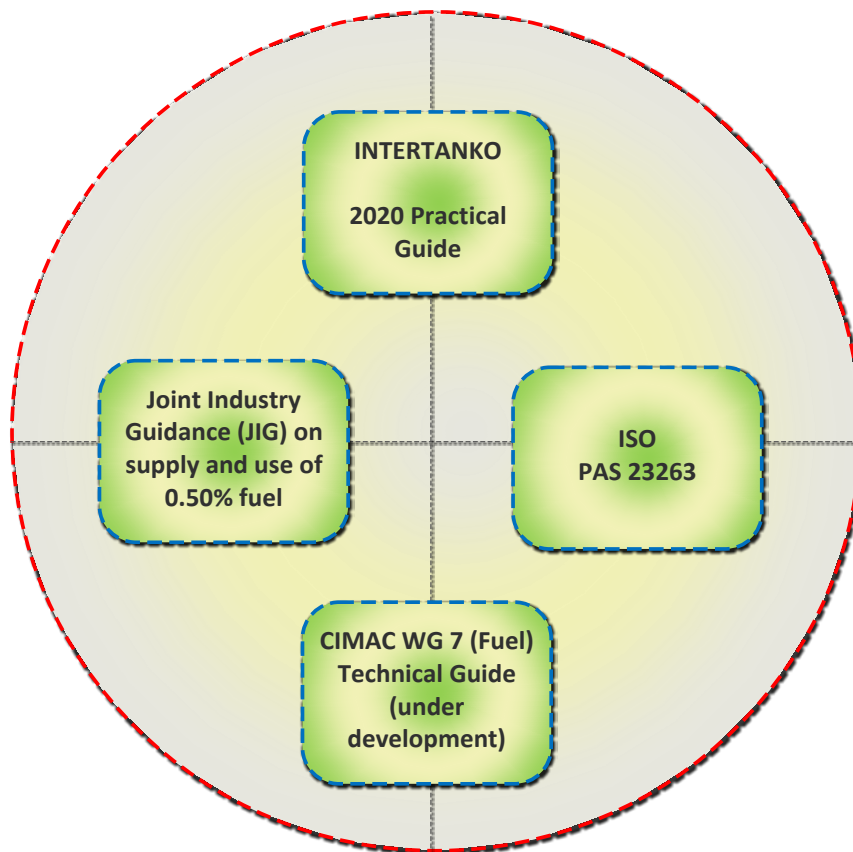 INTERTANKO
2020 Practical
Guide
Joint Industry
Guidance (JIG) on
supply and use of
0.50% fuel
ISO
PAS 23263
CIMAC WG 7 (Fuel)
Technical Guide
(under
development)